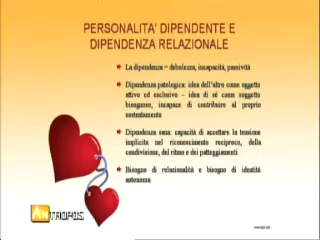 PERSONALITA' DIPENDENTE E
DIPENDENZA RELAZIONALE
La dipendenza = debolezza, incapacità, passività
Dipendenza patologica: idea dell'altro come oggetto
attivo ed esclusivo – idea di sé come soggetto
bisognoso, incapace di contribuire al proprio
sostentamento
Dipendenza sana: capacità di accettare la tensione
implicita nel riconoscimento reciproco, della
condivisione, del ritmo e dei patteggiamenti
Bisogno di relazionalità e bisogno di identità
autonoma